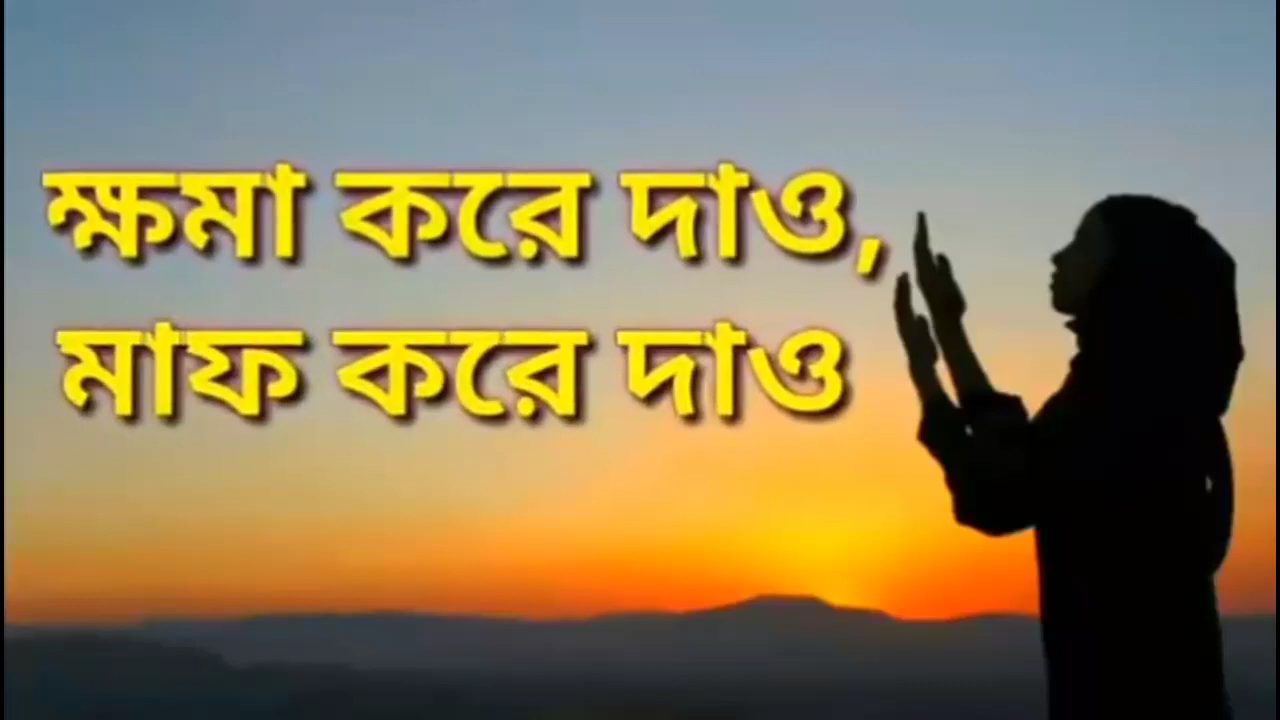 ক্ষমা করে দাও,
মাফ করে দাও